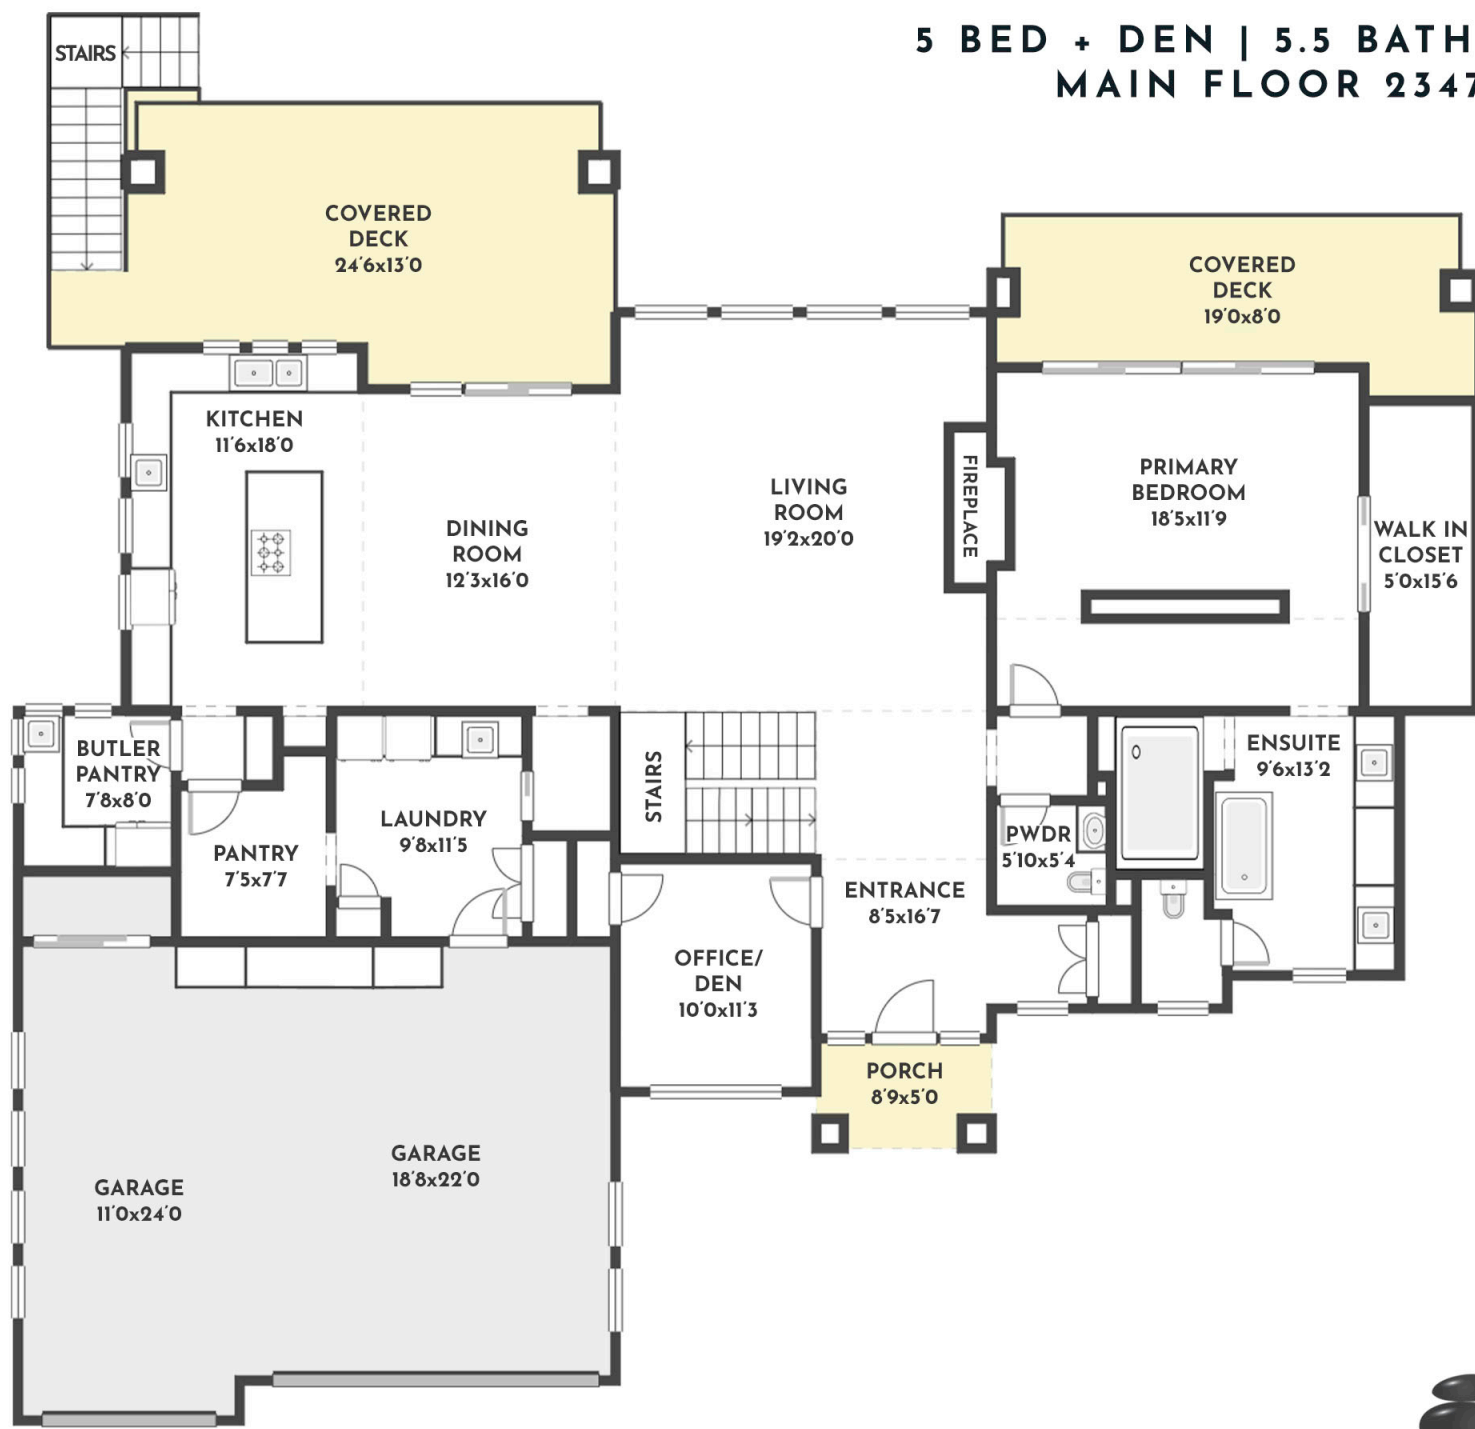 5 BED + DEN | 5.5 BATH
MAIN FLOOR 2347
STAIRS
COVERED
DECK
24'6x13'0
COVERED
DECK
19'0x8'0
KITCHEN
11'6x18'0
DINING
ROOM
12'3x16'0
LIVING
ROOM
19'2x20'0
FIREPLACE
PRIMARY
BEDROOM
18'5x11'9
WALK IN
CLOSET
5'0x15'6
BUTLER
PANTRY
7'8x8'0
PANTRY
7'5x7'7
LAUNDRY
9'8x11'5
STAIRS
ENSUITE
9'6x13'2
PWDR
5'10x5'4
ENTRANCE
8'5x16'7
OFFICE/
DEN
10'0x11'3
PORCH
8'9x5'0
GARAGE
18'8x22'0
GARAGE
11'0x24'0